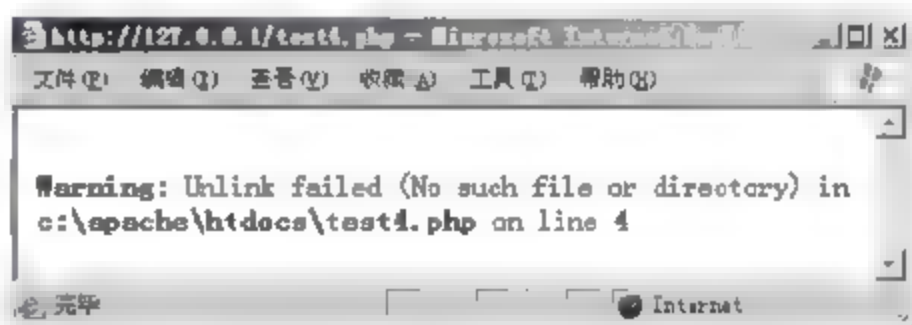 http://127.0.0.1/test4.php - Microsoft Internet
文件(F) 编辑(E) 查看(V) 收藏(A) 工具(T) 帮助(H)
Warning: Unlink failed (No such file or directory) in
c:\apache\htdocs\test4.php on line 4
完毕 Internet